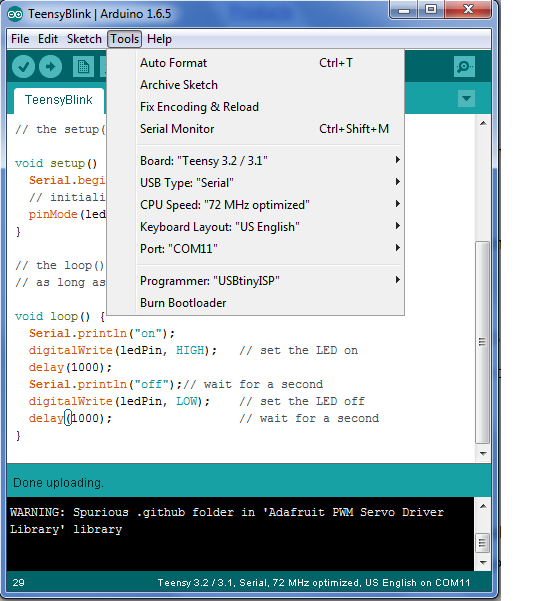 TeensyBlink | Arduino 1.6.5
File Edit Sketch Tools Help
Auto Format Ctrl+T
Archive Sketch
Fix Encoding & Reload
Serial Monitor Ctrl+Shift+M
Board: "Teensy 3.2 / 3.1"
USB Type: "Serial"
CPU Speed: "72 MHz optimized"
Keyboard Layout: "US English"
Port: "COM11"
Programmer: "USBtinyISP"
Burn Bootloader
TeensyBlink
// the setup(
void setup()
Serial.begi
// initiali
pinMode(led
}
// the loop()
// as long as
void loop() {
Serial.println("on");
digitalWrite(ledPin, HIGH); // set the LED on
delay(1000);
Serial.println("off");// wait for a second
digitalWrite(ledPin, LOW); // set the LED off
delay(1000); // wait for a second
}
Done uploading.
WARNING: Spurious .github folder in 'Adafruit PWM Servo Driver
Library' library
29 Teensy 3.2 / 3.1, Serial, 72 MHz optimized, US English on COM11